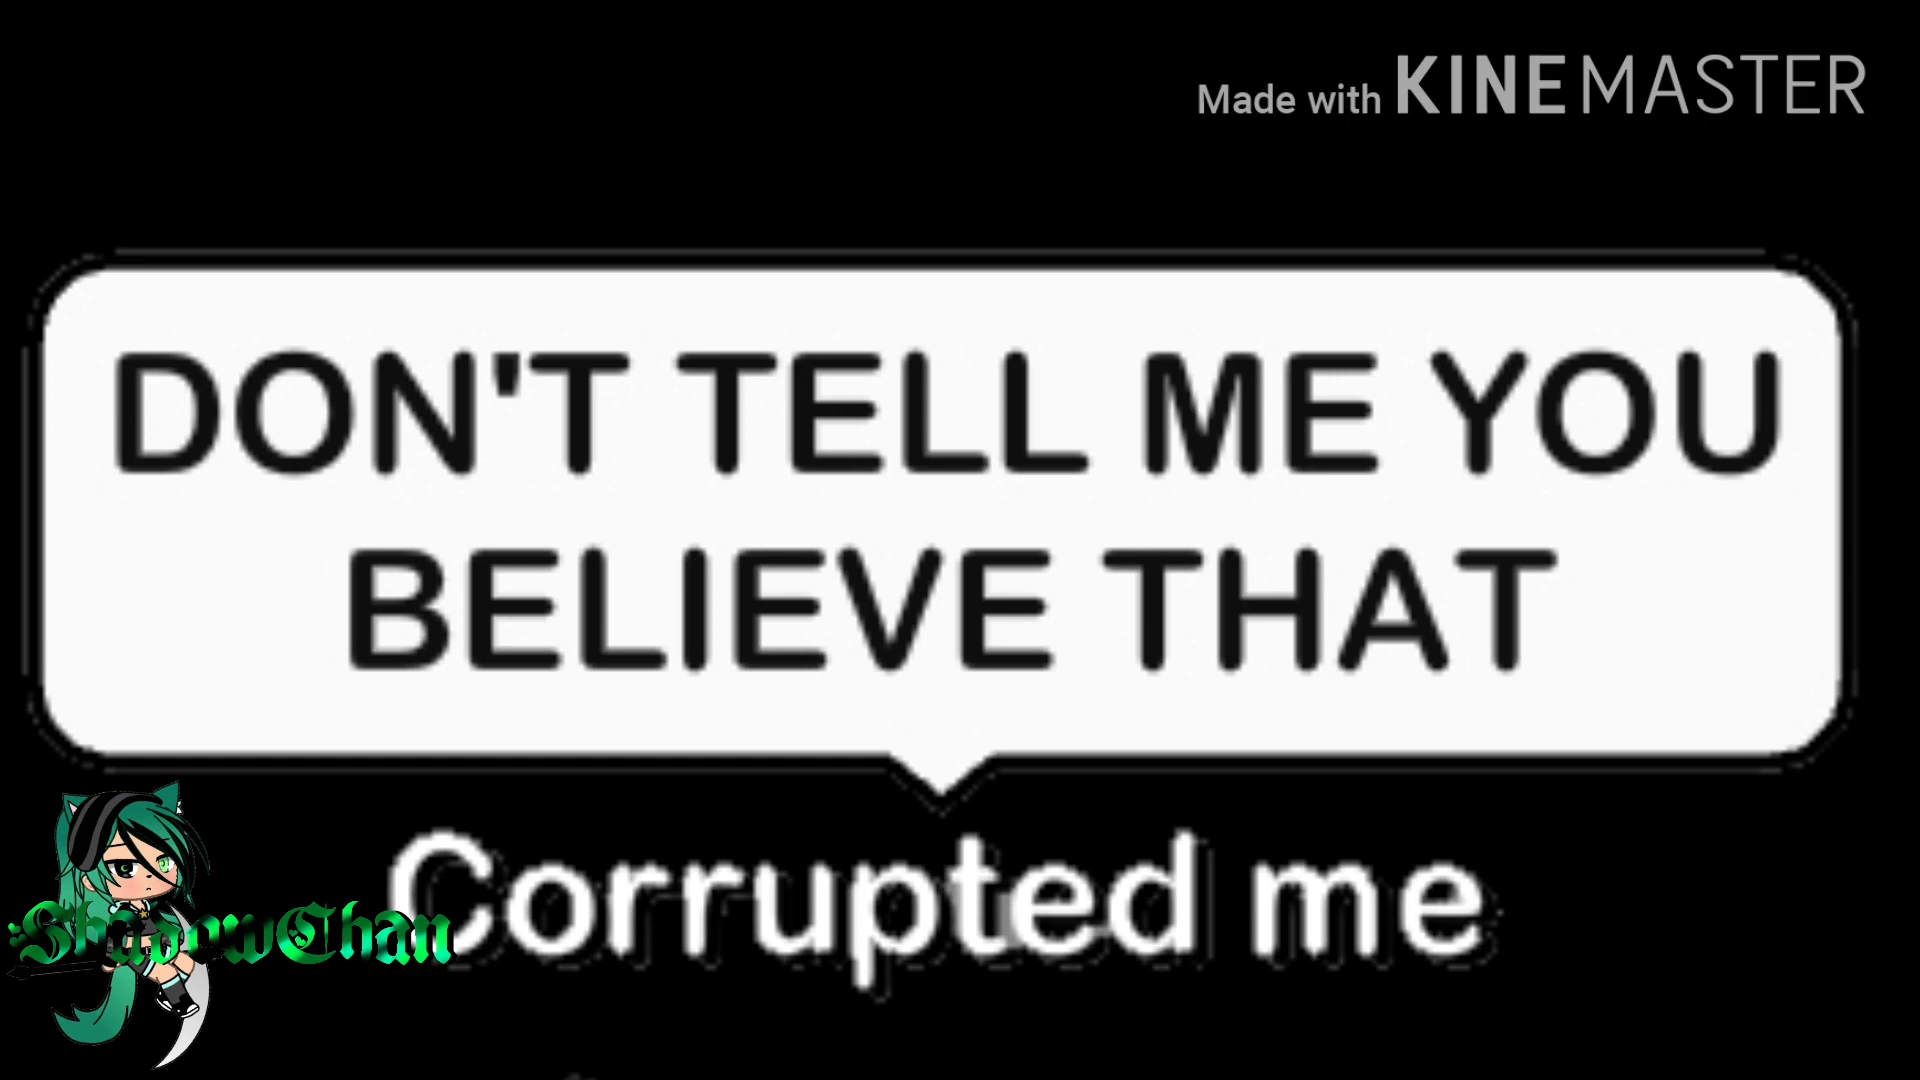 Made with KINEMASTER
DON'T TELL ME YOU
BELIEVE THAT
Corrupted me
ShadowChan